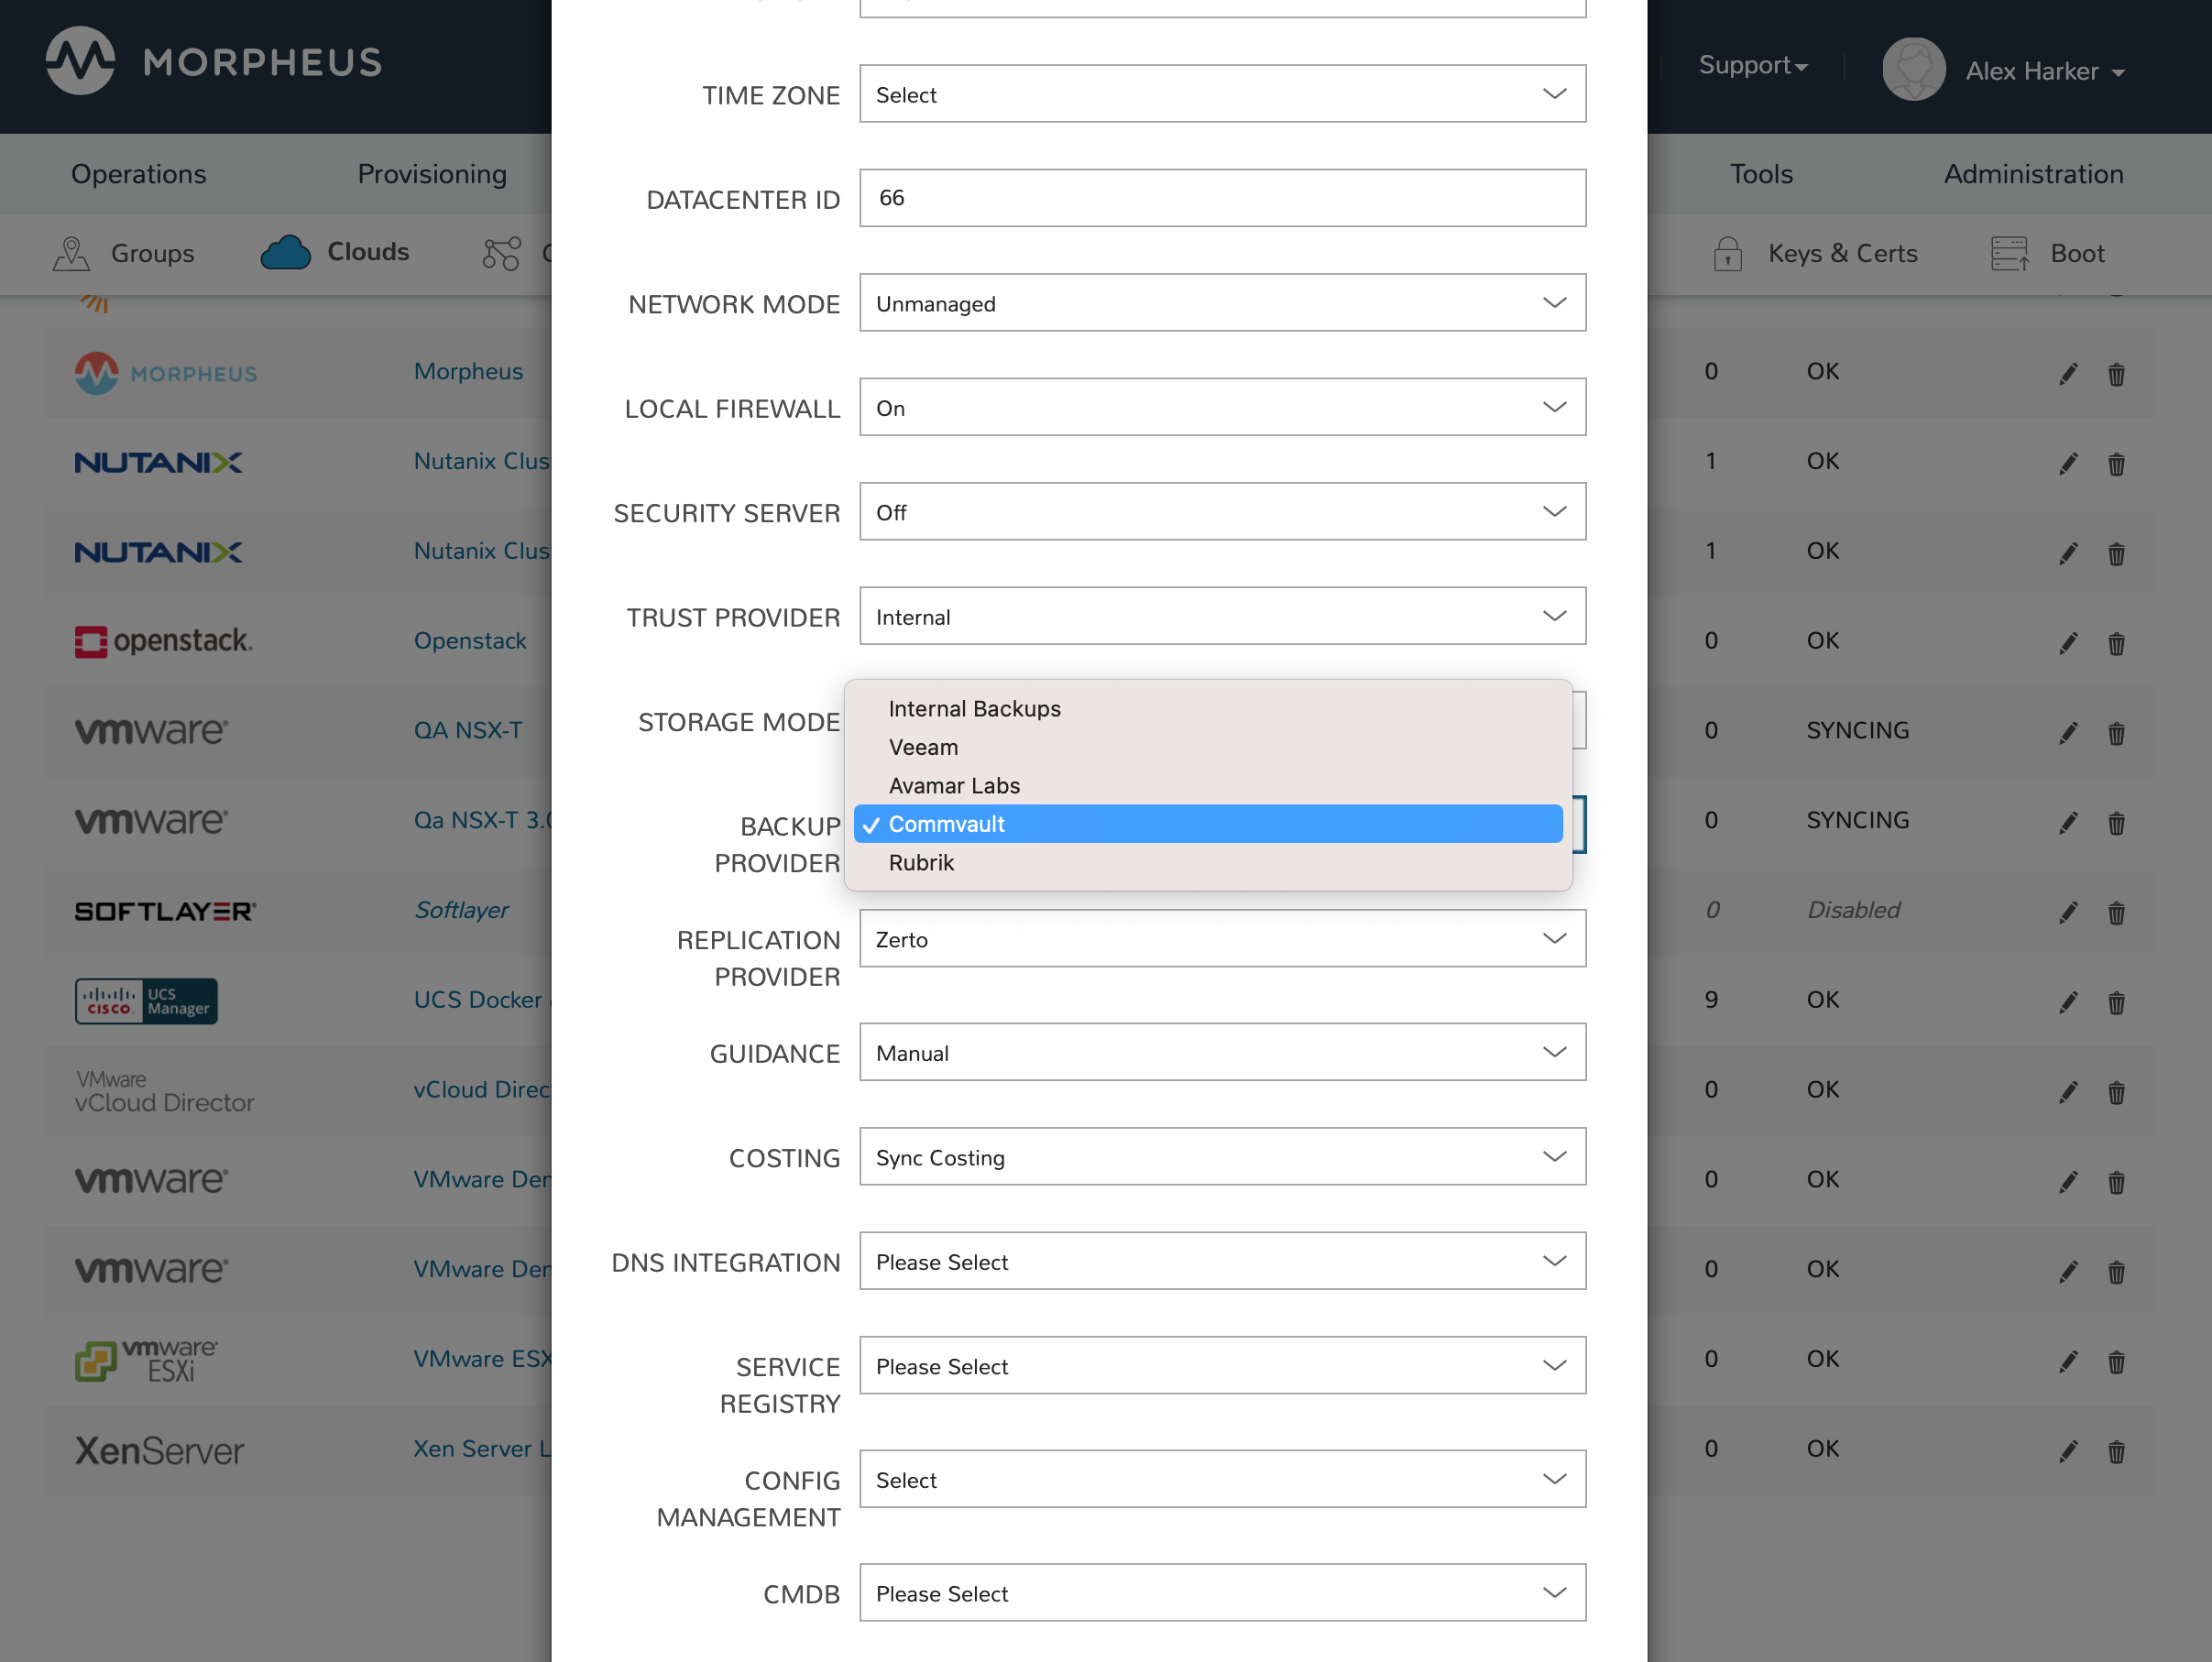 MORPHEUS
Support
Alex Harker
Operations
Provisioning
Tools
Administration
Groups
Clouds
Keys & Certs
Boot
TIME ZONE
Select
DATACENTER ID
66
NETWORK MODE
Unmanaged
LOCAL FIREWALL
On
SECURITY SERVER
Off
TRUST PROVIDER
Internal
STORAGE MODE
BACKUP
PROVIDER
Internal Backups
Veeam
Avamar Labs
✓ Commvault
Rubrik
REPLICATION
PROVIDER
Zerto
GUIDANCE
Manual
COSTING
Sync Costing
DNS INTEGRATION
Please Select
SERVICE
REGISTRY
Please Select
CONFIG
MANAGEMENT
Select
CMDB
Please Select
MORPHEUS
Morpheus
0
OK
NUTANIX
Nutanix Clus
1
OK
NUTANIX
Nutanix Clus
1
OK
openstack.
Openstack
0
OK
vmware®
QA NSX-T
0
SYNCING
vmware®
Qa NSX-T 3.0
0
SYNCING
SOFTLAYER®
Softlayer
0
Disabled
CISCO.
UCS
Manager
UCS Docker
9
OK
VMware
vCloud Director
vCloud Direc
0
OK
vmware®
VMware Der
0
OK
vmware®
VMware Der
0
OK
vmware®
ESXi
VMware ESX
0
OK
XenServer
Xen Server L
0
OK